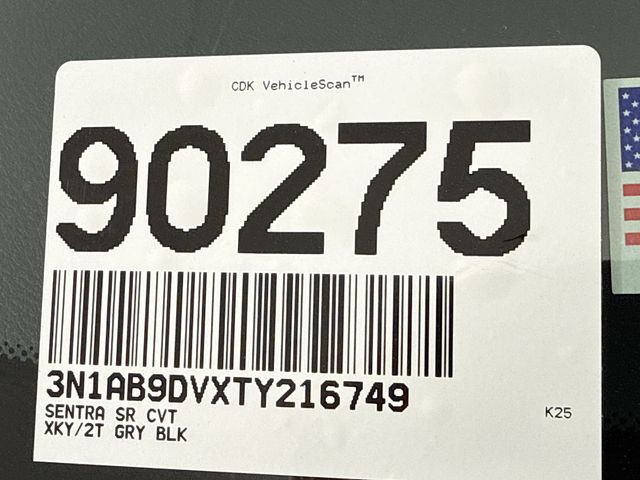 CDK VehicleScan™
90275
3N1AB9DVXTY216749
SENTRA SR CVT
K25
XKY/2T GRY BLK